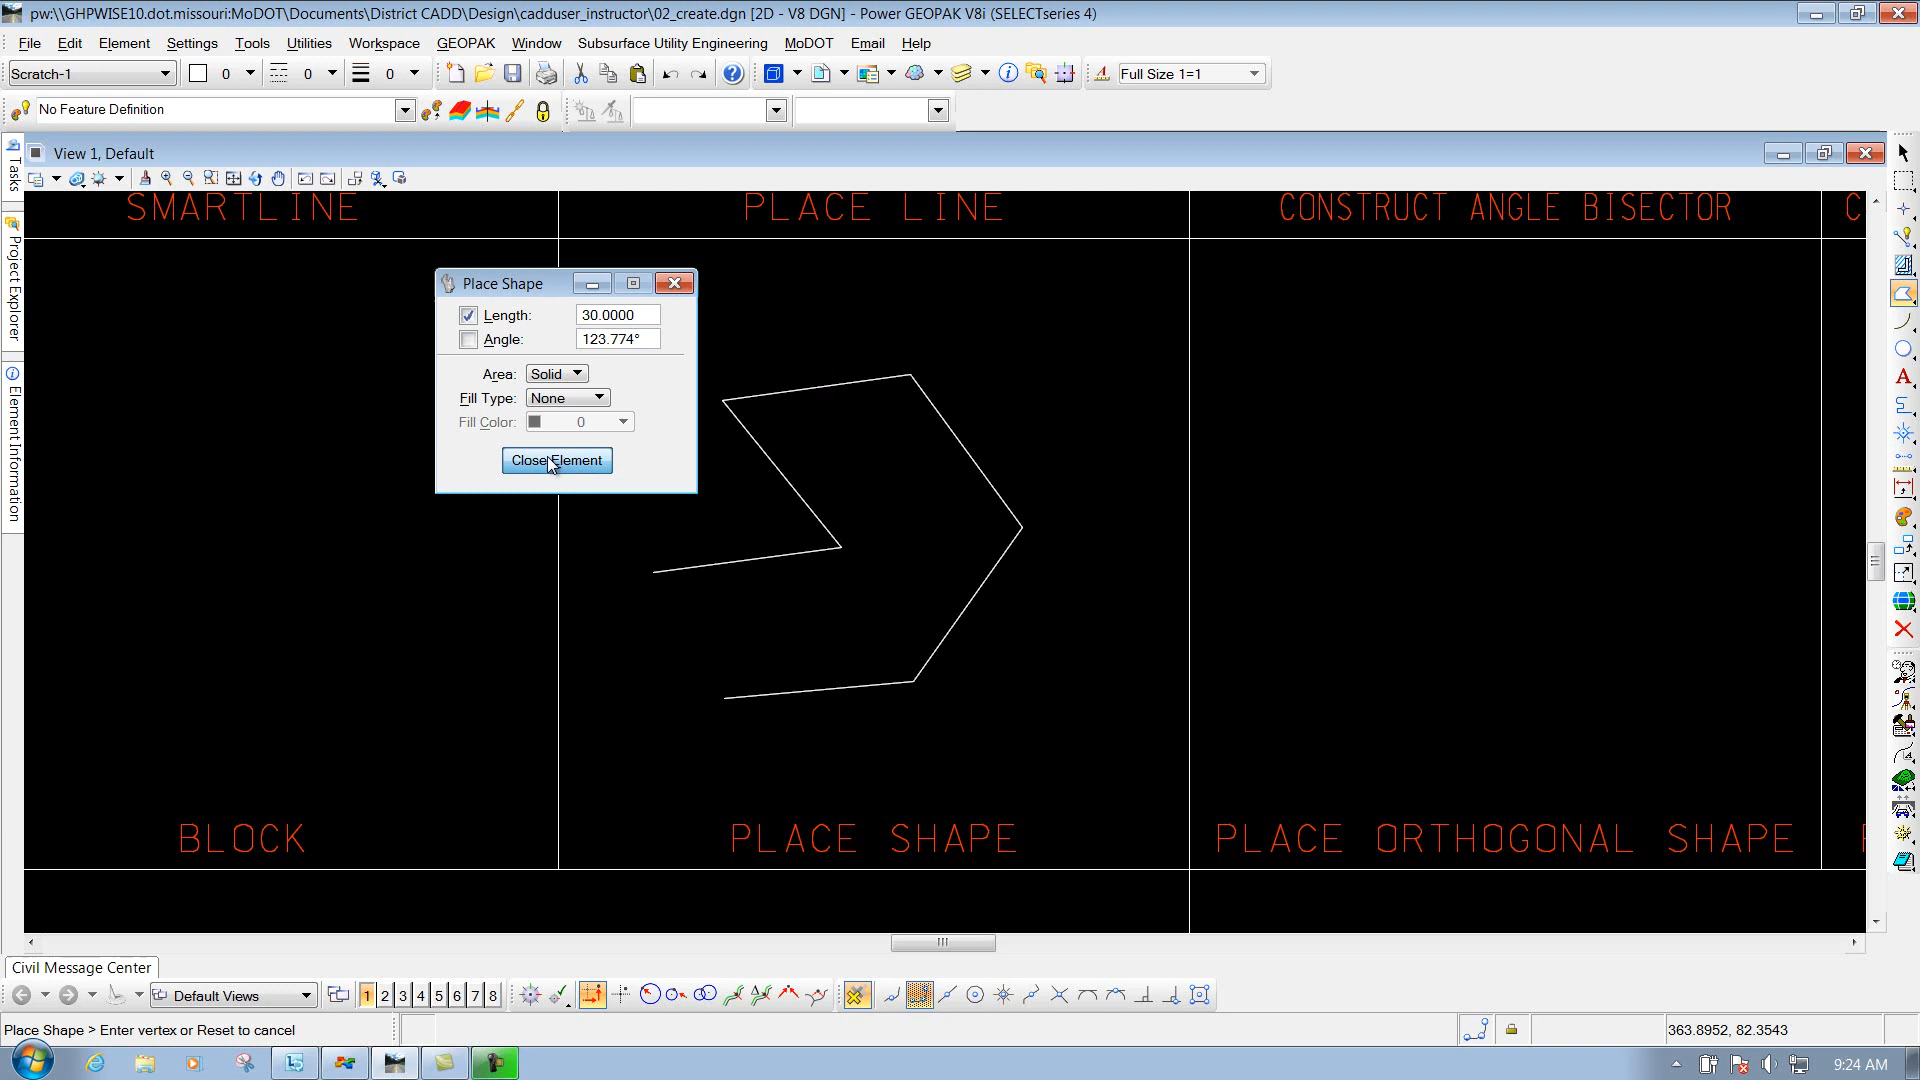 pw:\\GHPWISE10.dot.missouri:MoDOT\Documents\District CADD\Design\cadduser_instructor\02_create.dgn [2D - V8 DGN] - Power GEOPAK V8i (SELECTseries 4)
File Edit Element Settings Tools Utilities Workspace GEOPAK Window Subsurface Utility Engineering MoDOT Email Help
Scratch-1 0 0 0 Full Size 1=1
No Feature Definition
View 1, Default
Tasks
Project Explorer
Element Information
SMARTLINE PLACE LINE CONSTRUCT ANGLE BISECTOR C
Place Shape
Length: 30.0000
Angle: 123.774°
Area: Solid
Fill Type: None
Fill Color: 0
Close Element
BLOCK PLACE SHAPE PLACE ORTHOGONAL SHAPE
Civil Message Center
Default Views 1 2 3 4 5 6 7 8
Place Shape > Enter vertex or Reset to cancel 363.8952, 82.3543
9:24 AM